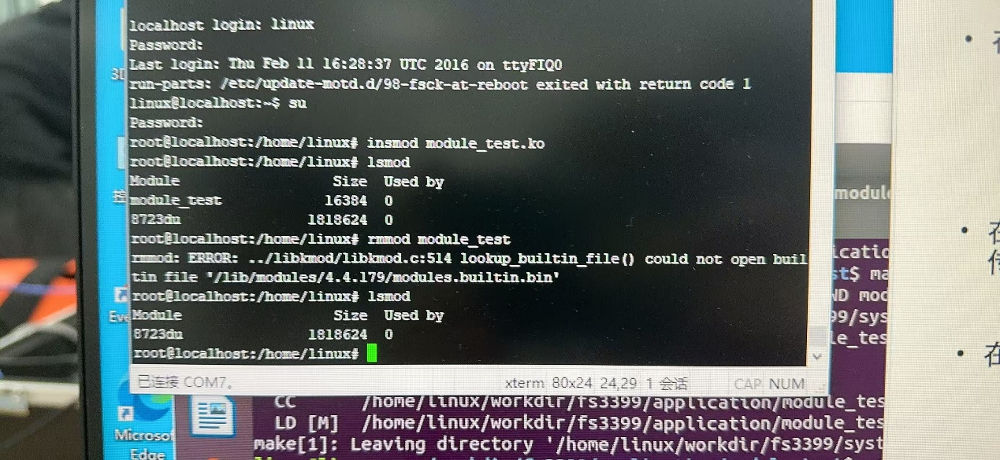 localhost login: linux
Password:
Last login: Thu Feb 11 16:28:37 UTC 2016 on ttyFIQ0
run-parts: /etc/update-motd.d/98-fsck-at-reboot exited with return code 1
linux@localhost:~$ su
Password:
root@localhost:/home/linux# insmod module_test.ko
root@localhost:/home/linux# lsmod
Module Size Used by
module_test 16384 0
8723du 1818624 0
root@localhost:/home/linux# rmmod module_test
rmmod: ERROR: ../libkmod/libkmod.c:514 lookup_builtin_file() could not open buil
tin file '/lib/modules/4.4.179/modules.builtin.bin'
root@localhost:/home/linux# lsmod
Module Size Used by
8723du 1818624 0
root@localhost:/home/linux#
已连接 COM7。 xterm 80x24 24,29 1 会话 CAP NUM
3D
控
Eve
Microsof
Edge
module
icatio
st$ ma
ND mod
99/sys
le_tes
CC /home/linux/workdir/fs3399/application/module_tes
LD [M] /home/linux/workdir/fs3399/application/module_tes
make[1]: Leaving directory '/home/linux/workdir/fs3399/syst
• 在
• 在
• 在